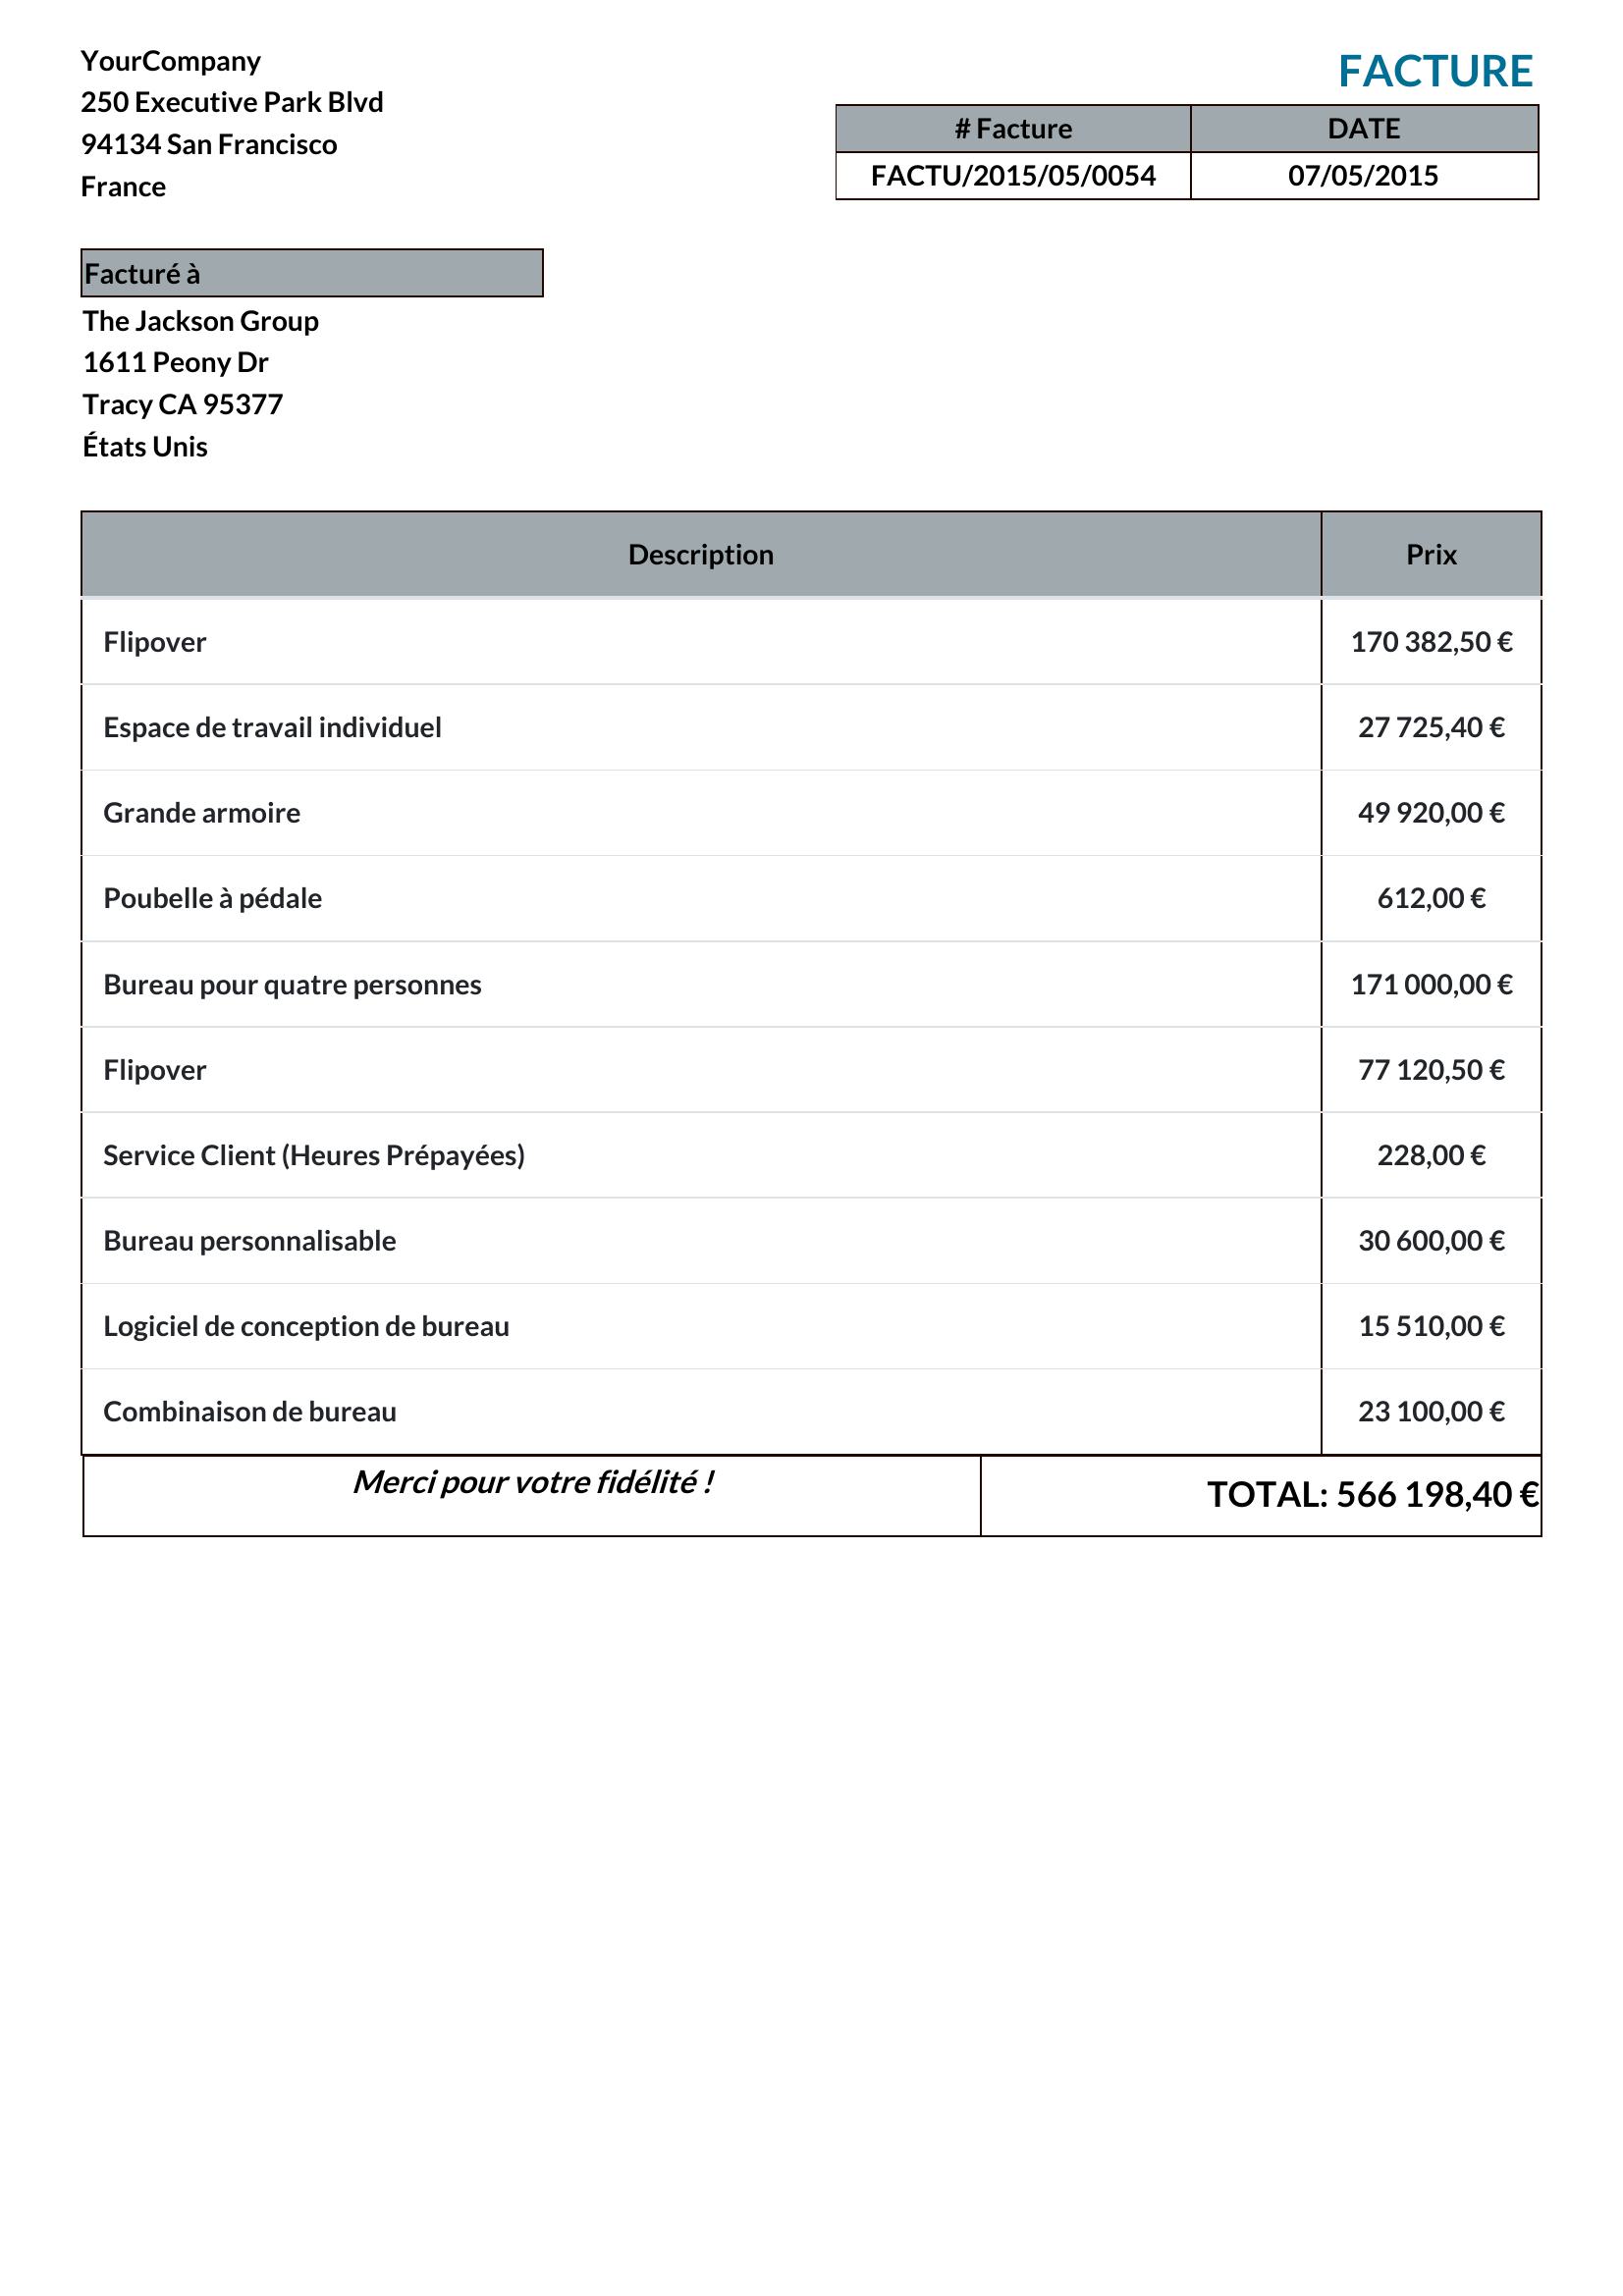 YourCompany
250 Executive Park Blvd
94134 San Francisco
France
FACTURE
# Facture DATE
FACTU/2015/05/0054 07/05/2015
Facturé à
The Jackson Group
1611 Peony Dr
Tracy CA 95377
États Unis
Description Prix
Flipover 170 382,50 €
Espace de travail individuel 27 725,40 €
Grande armoire 49 920,00 €
Poubelle à pédale 612,00 €
Bureau pour quatre personnes 171 000,00 €
Flipover 77 120,50 €
Service Client (Heures Prépayées) 228,00 €
Bureau personnalisable 30 600,00 €
Logiciel de conception de bureau 15 510,00 €
Combinaison de bureau 23 100,00 €
Merci pour votre fidélité !
TOTAL: 566 198,40 €